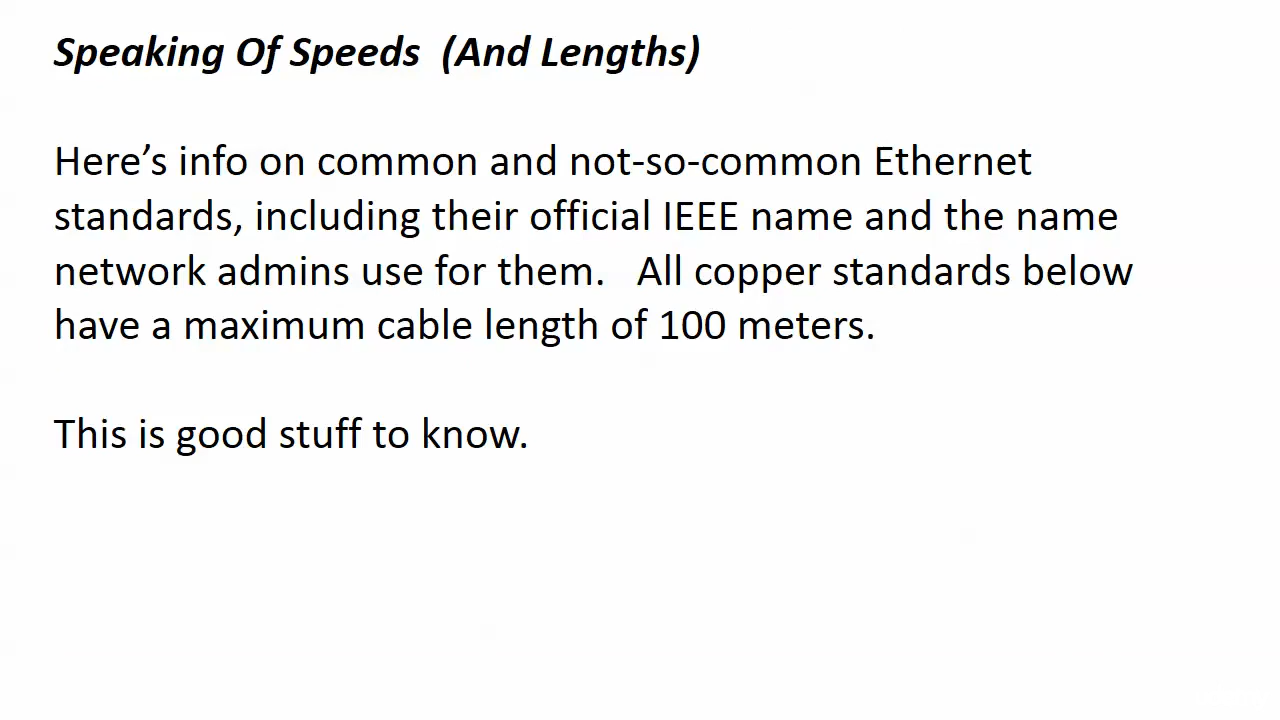 Speaking Of Speeds  (And Lengths)
Here’s info on common and not-so-common Ethernet
standards, including their official IEEE name and the name
network admins use for them.   All copper standards below
have a maximum cable length of 100 meters.
This is good stuff to know.